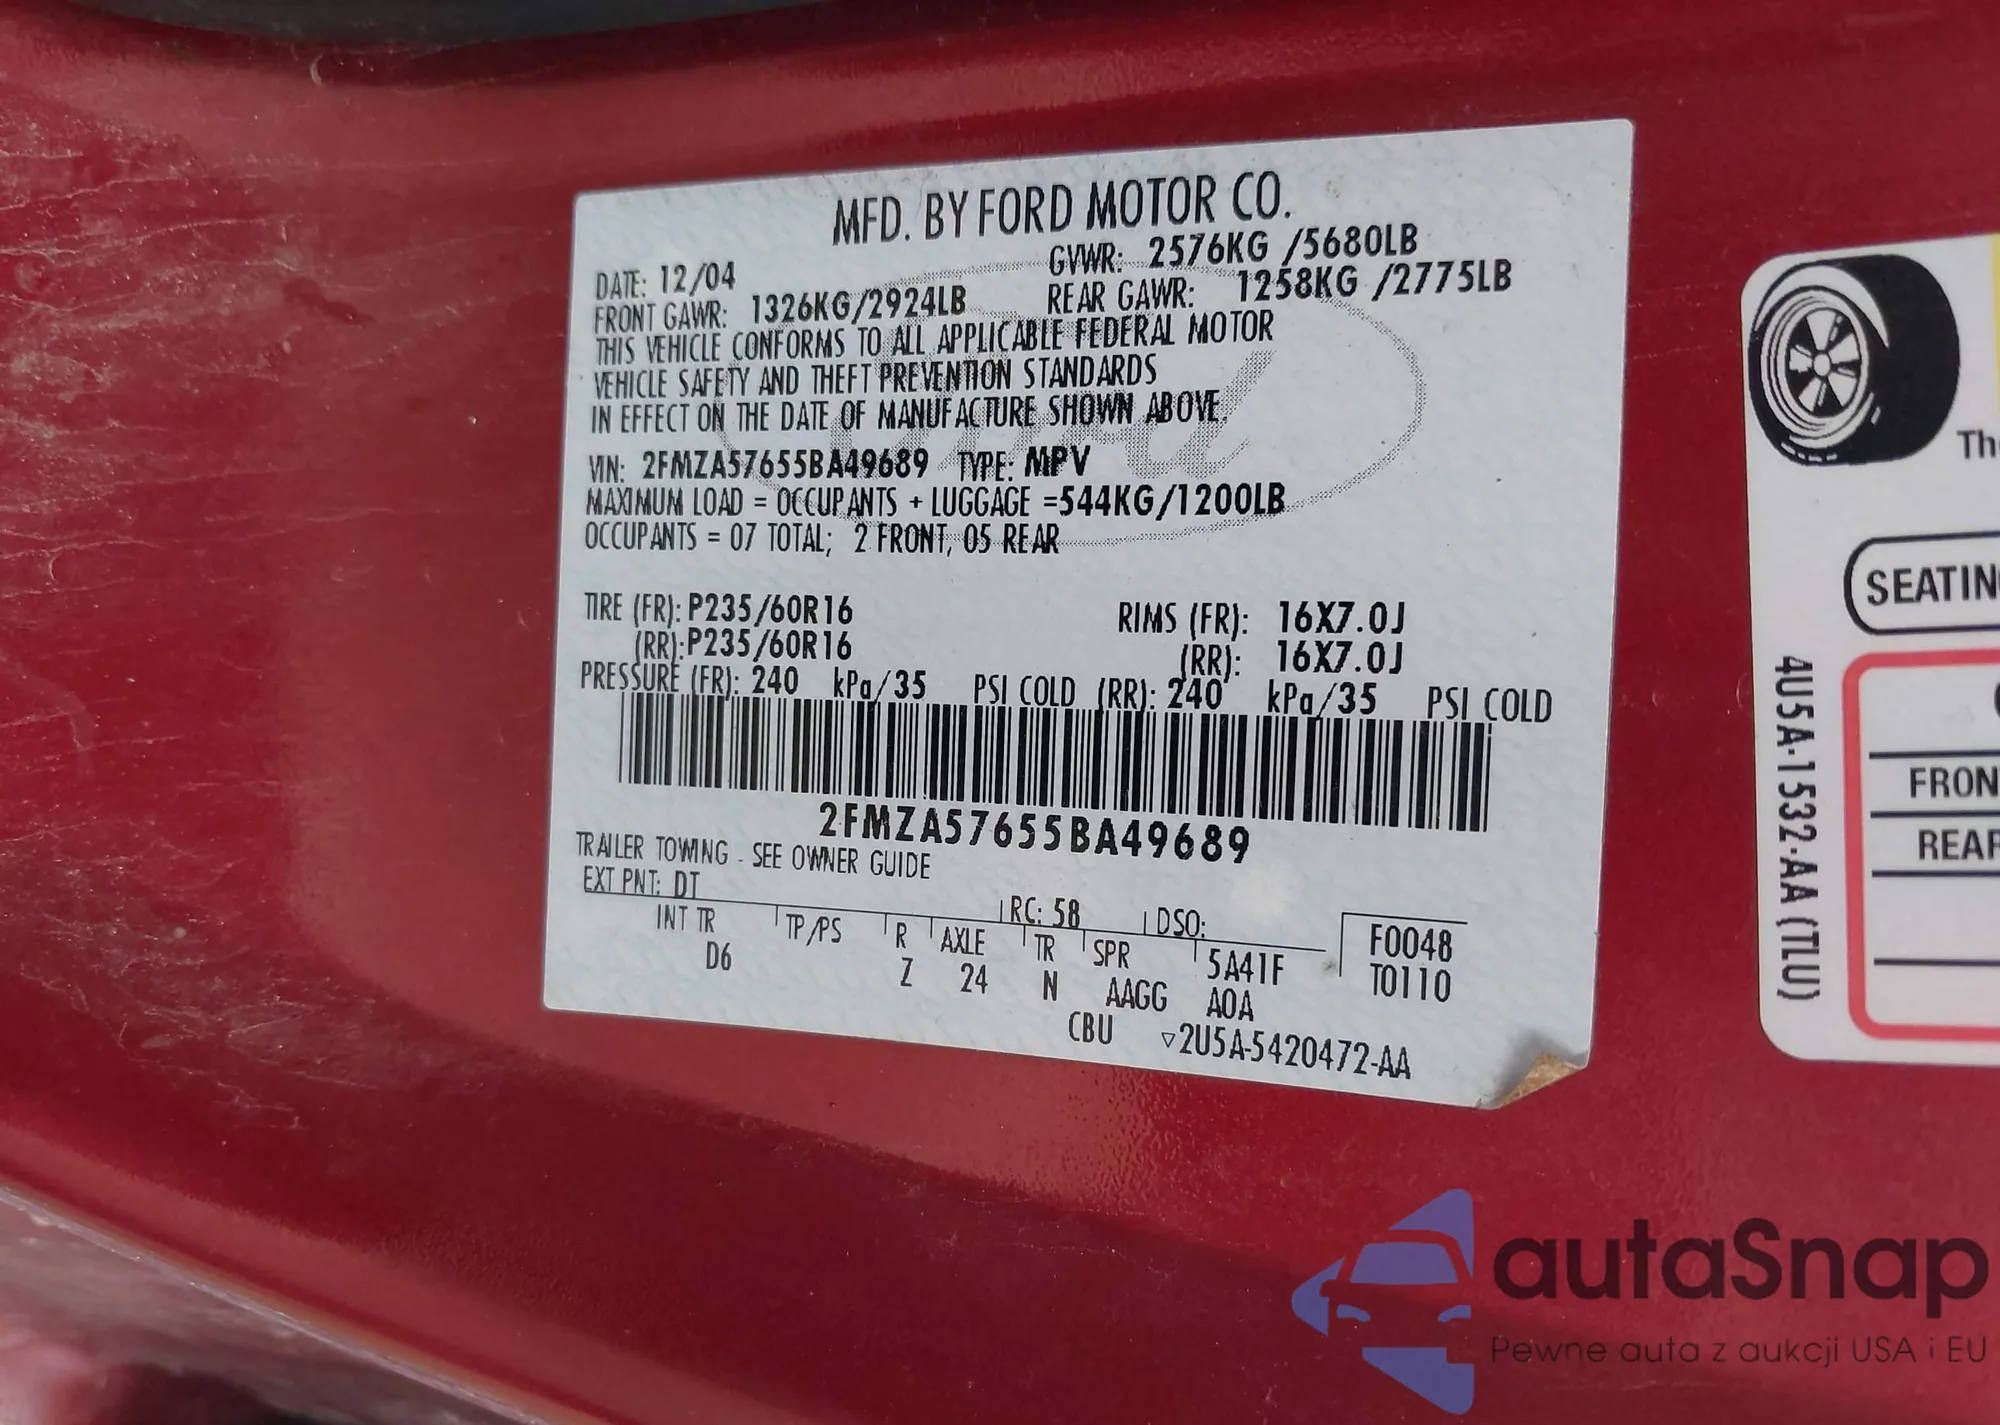 MFD. BY FORD MOTOR CO.
DATE: 12/04 GVWR: 2576KG /5680LB
FRONT GAWR: 1326KG/2924LB REAR GAWR: 1258KG /2775LB
THIS VEHICLE CONFORMS TO ALL APPLICABLE FEDERAL MOTOR
VEHICLE SAFETY AND THEFT PREVENTION STANDARDS
IN EFFECT ON THE DATE OF MANUFACTURE SHOWN ABOVE.
VIN: 2FMZA57655BA49689 TYPE: MPV
MAXIMUM LOAD = OCCUPANTS + LUGGAGE =544KG/1200LB
OCCUPANTS = 07 TOTAL; 2 FRONT, 05 REAR
TIRE (FR): P235/60R16 RIMS (FR): 16X7.0J
(RR): P235/60R16 (RR): 16X7.0J
PRESSURE (FR): 240 kPa/35 PSI COLD (RR): 240 kPa/35 PSI COLD
2FMZA57655BA49689
TRAILER TOWING - SEE OWNER GUIDE
EXT PNT: DT RC: 58 DSO:
INT TR TP/PS R AXLE TR SPR 5A41F F0048
D6 Z 24 N AAGG A0A T0110
CBU ▽2U5A-5420472-AA
Ford
The
SEATIN
4U5A-1532-AA (TLU)
FRON
REAR
autaSnap
Pewne auta z aukcji USA i EU